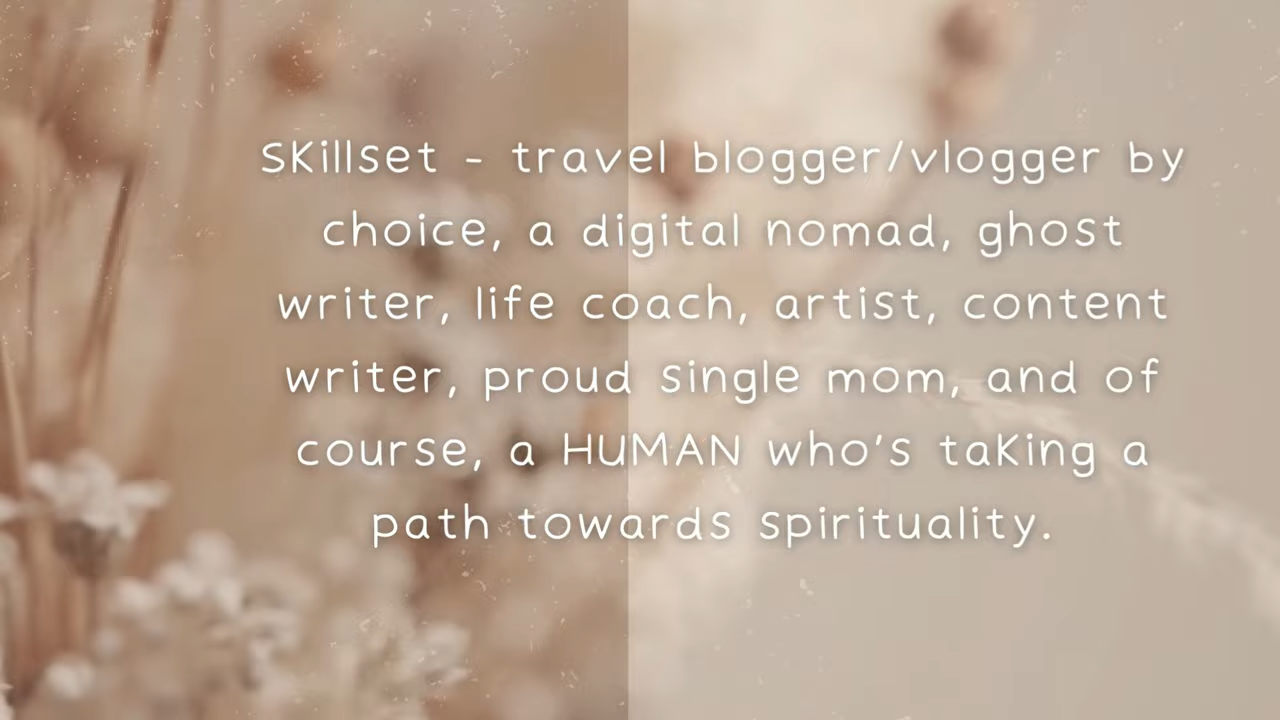 SKillset - travel blogger/vlogger by
choice, a digital nomad, ghost
writer, life coach, artist, content
writer, proud single mom, and of
course, a HUMAN who's taKing a
path towards spirituality.